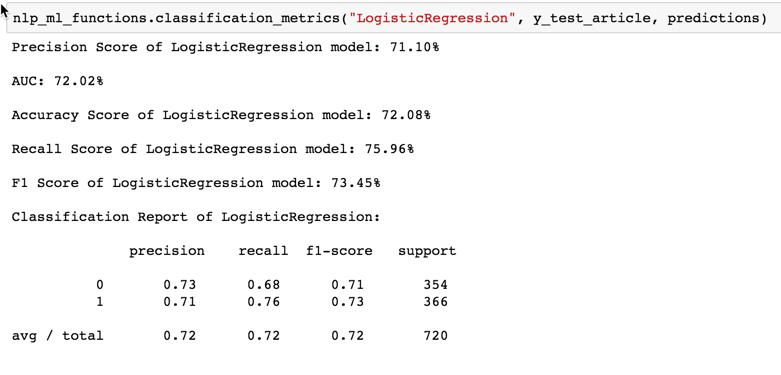 nlp_ml_functions.classification_metrics("LogisticRegression", y_test_article, predictions)
Precision Score of LogisticRegression model: 71.10%
AUC: 72.02%
Accuracy Score of LogisticRegression model: 72.08%
Recall Score of LogisticRegression model: 75.96%
F1 Score of LogisticRegression model: 73.45%
Classification Report of LogisticRegression:
precision recall f1-score support
0 0.73 0.68 0.71 354
1 0.71 0.76 0.73 366
avg / total 0.72 0.72 0.72 720